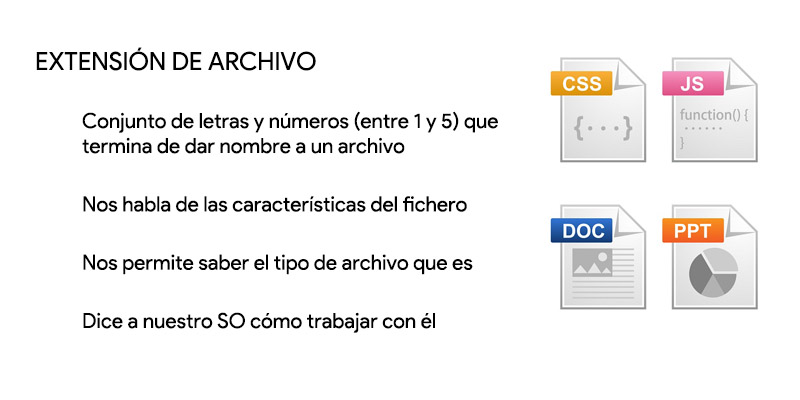 EXTENSIÓN DE ARCHIVO
Conjunto de letras y números (entre 1 y 5) que
termina de dar nombre a un archivo
Nos habla de las características del fichero
Nos permite saber el tipo de archivo que es
Dice a nuestro SO cómo trabajar con él
CSS
{···}
JS
function() {
······
}
DOC
PPT